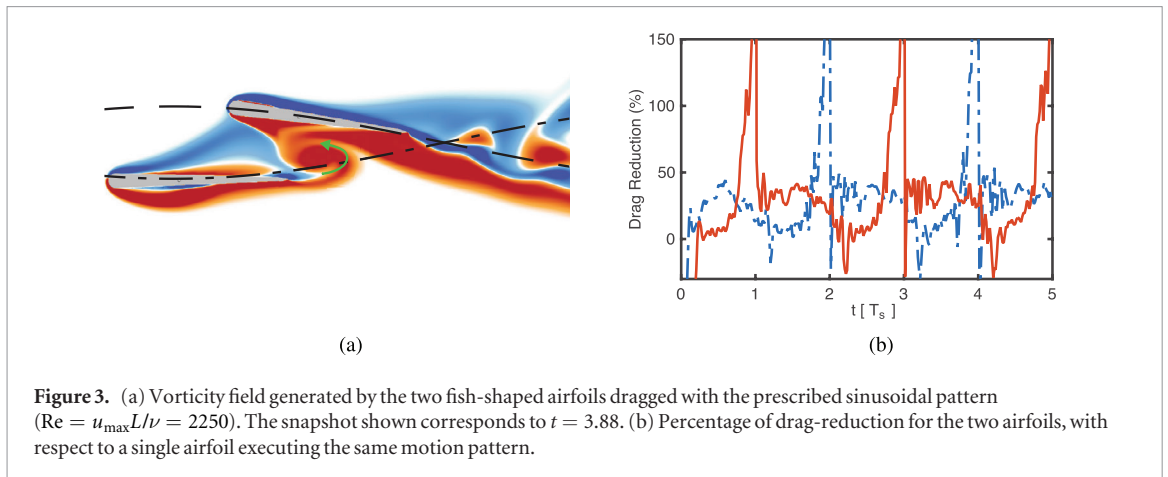 150
100
50
0
Drag Reduction (%)
0 1 2 3 4 5
t [ T_s ]
(a) (b)
Figure 3. (a) Vorticity field generated by the two fish-shaped airfoils dragged with the prescribed sinusoidal pattern
(Re = u_max L/ν = 2250). The snapshot shown corresponds to t = 3.88. (b) Percentage of drag-reduction for the two airfoils, with
respect to a single airfoil executing the same motion pattern.